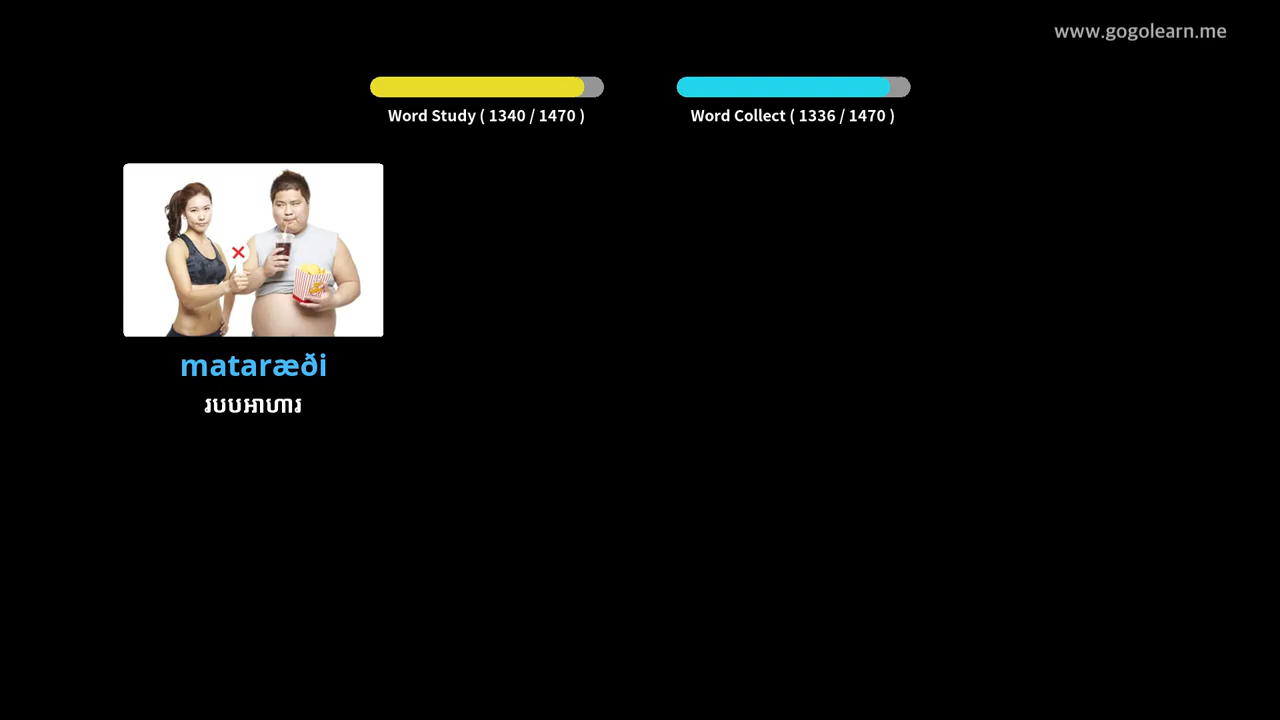 www.gogolearn.me
Word Study ( 1340 / 1470 )
Word Collect ( 1336 / 1470 )
mataræði
របបអាហារ